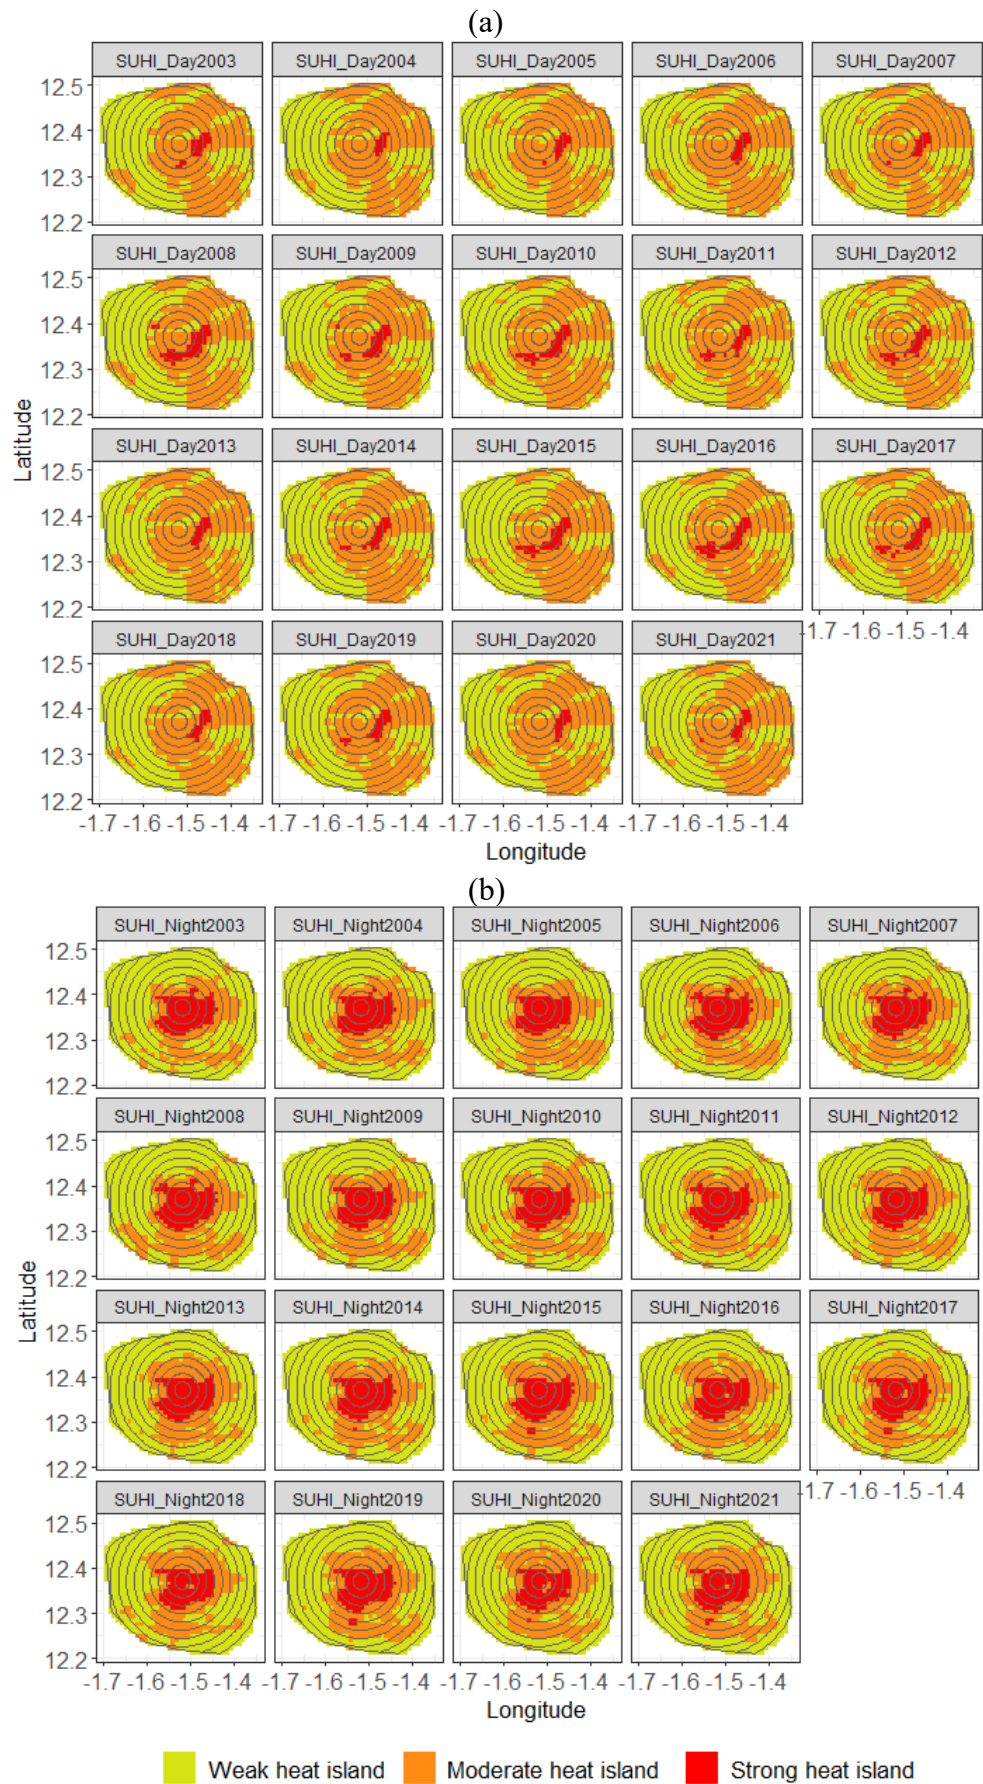 (a)
SUHI_Day2003 SUHI_Day2004 SUHI_Day2005 SUHI_Day2006 SUHI_Day2007
12.5
12.4
12.3
12.2
SUHI_Day2008 SUHI_Day2009 SUHI_Day2010 SUHI_Day2011 SUHI_Day2012
12.5
12.4
12.3
12.2
Latitude
SUHI_Day2013 SUHI_Day2014 SUHI_Day2015 SUHI_Day2016 SUHI_Day2017
12.5
12.4
12.3
12.2
-1.7 -1.6 -1.5 -1.4
SUHI_Day2018 SUHI_Day2019 SUHI_Day2020 SUHI_Day2021
12.5
12.4
12.3
12.2
-1.7 -1.6 -1.5 -1.4 -1.7 -1.6 -1.5 -1.4 -1.7 -1.6 -1.5 -1.4 -1.7 -1.6 -1.5 -1.4
Longitude
(b)
SUHI_Night2003 SUHI_Night2004 SUHI_Night2005 SUHI_Night2006 SUHI_Night2007
12.5
12.4
12.3
12.2
SUHI_Night2008 SUHI_Night2009 SUHI_Night2010 SUHI_Night2011 SUHI_Night2012
12.5
12.4
12.3
12.2
Latitude
SUHI_Night2013 SUHI_Night2014 SUHI_Night2015 SUHI_Night2016 SUHI_Night2017
12.5
12.4
12.3
12.2
-1.7 -1.6 -1.5 -1.4
SUHI_Night2018 SUHI_Night2019 SUHI_Night2020 SUHI_Night2021
12.5
12.4
12.3
12.2
-1.7 -1.6 -1.5 -1.4 -1.7 -1.6 -1.5 -1.4 -1.7 -1.6 -1.5 -1.4 -1.7 -1.6 -1.5 -1.4
Longitude
Weak heat island Moderate heat island Strong heat island